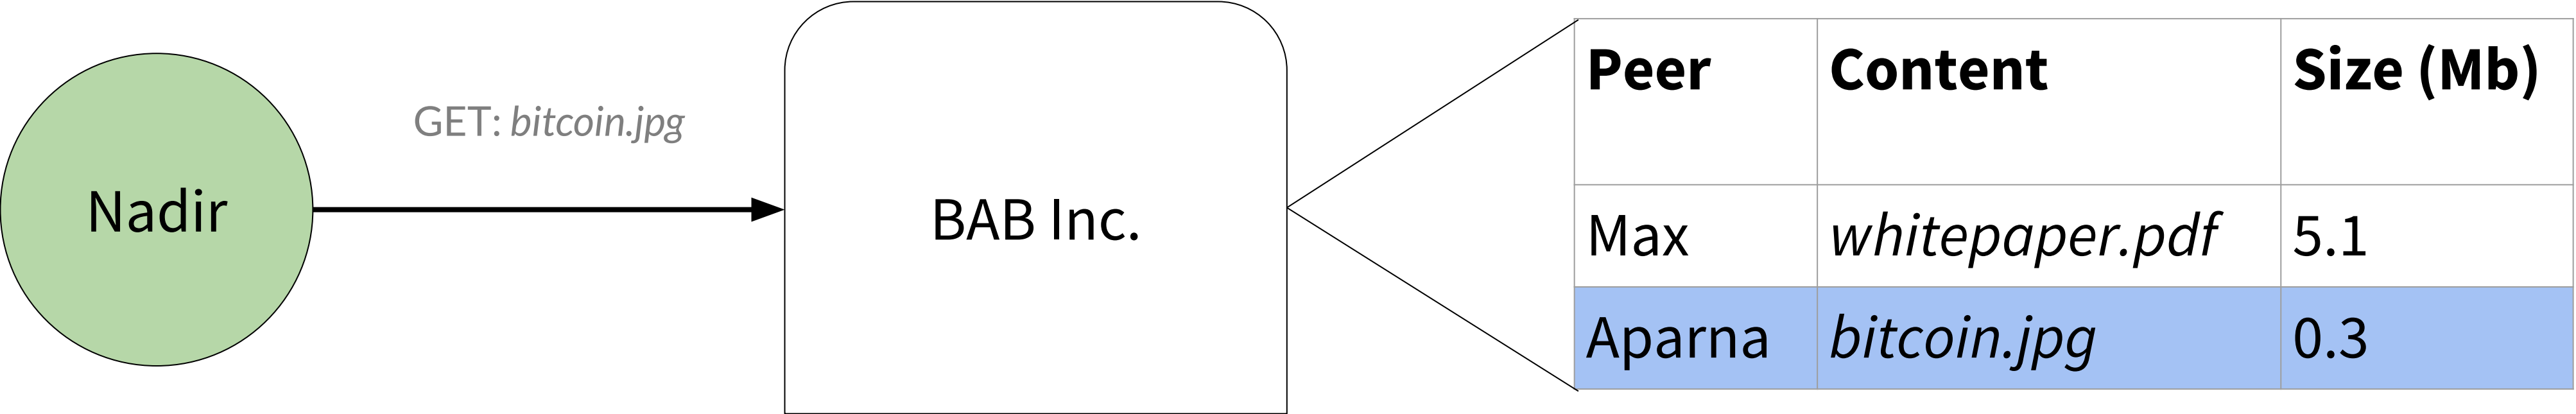 Nadir
GET: bitcoin.jpg
BAB Inc.
Peer Content Size (Mb)
Max whitepaper.pdf 5.1
Aparna bitcoin.jpg 0.3